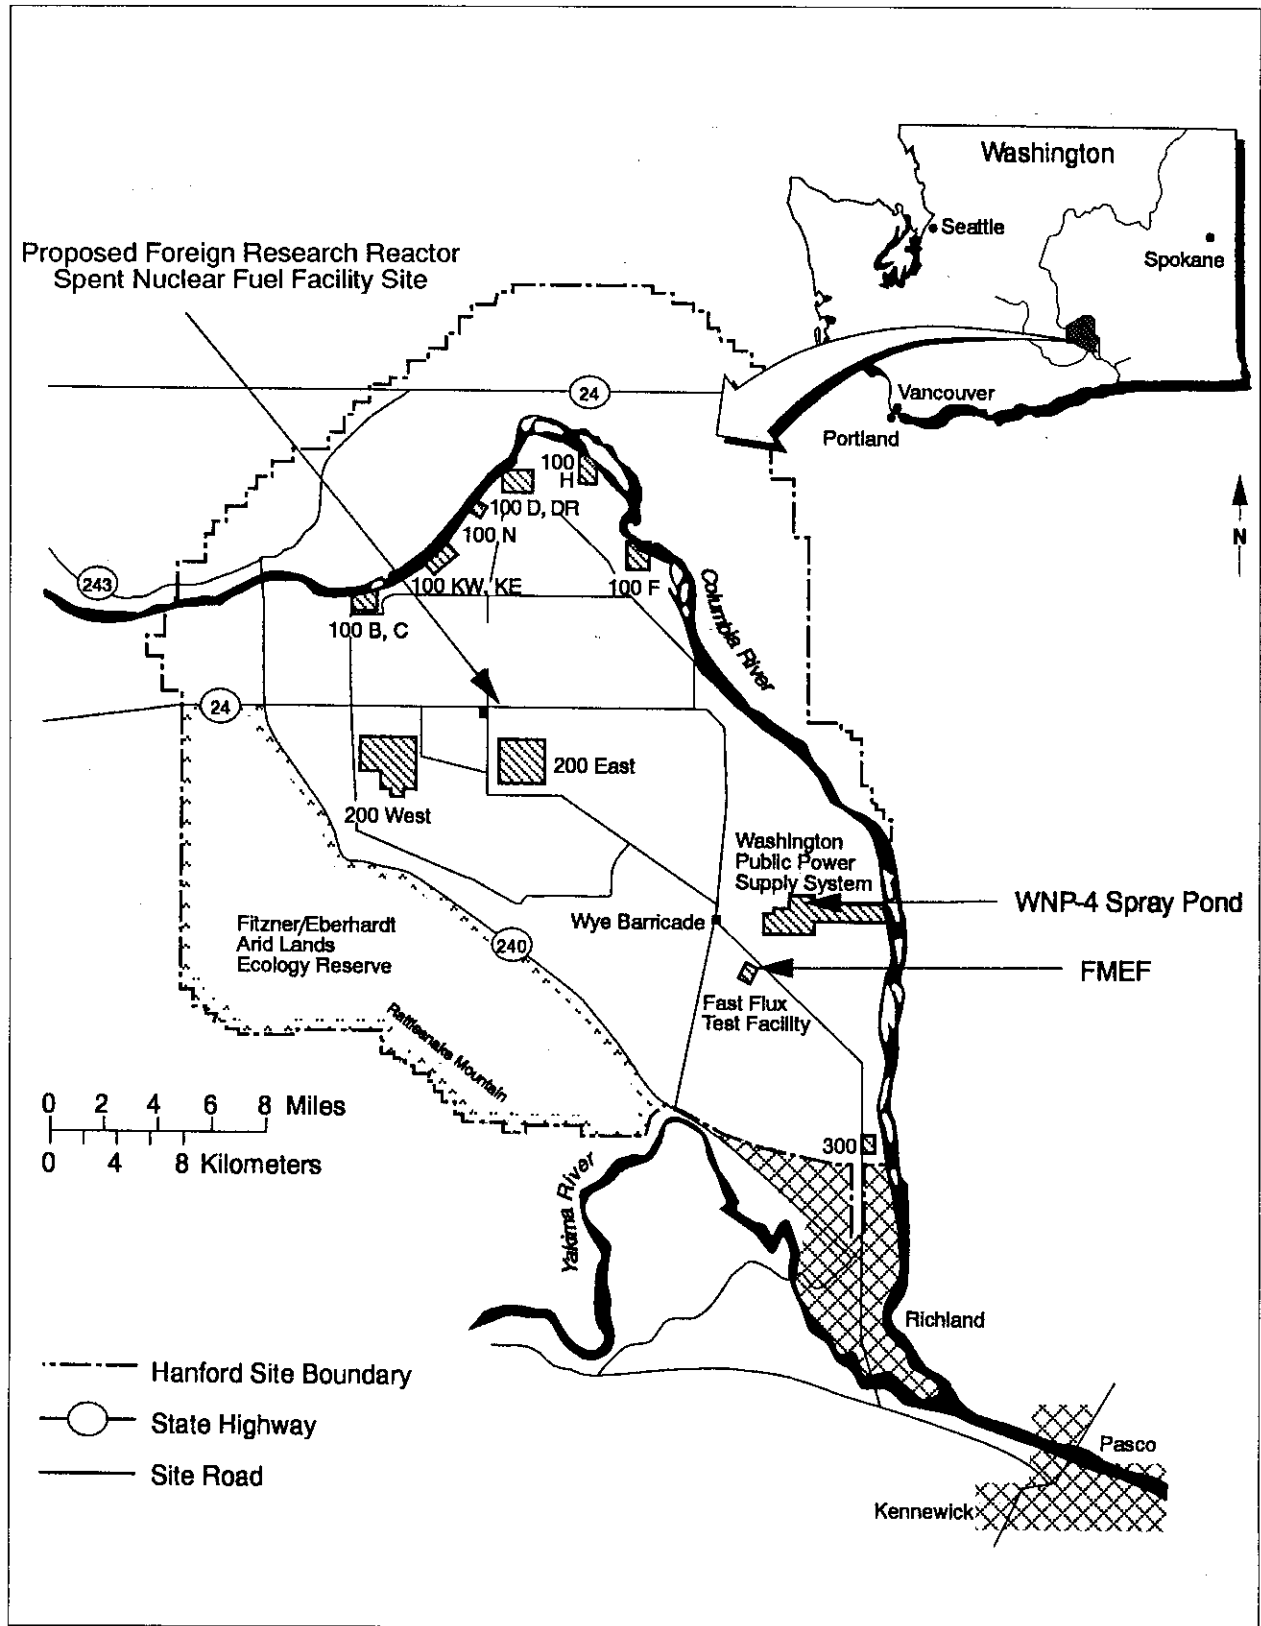 Washington
Seattle
Spokane
Vancouver
Portland
Proposed Foreign Research Reactor
Spent Nuclear Fuel Facility Site
24
N
100
H
100 D, DR
100 N
100 KW, KE
100 F
243
100 B, C
Columbia River
24
200 East
200 West
Washington
Public Power
Supply System
WNP-4 Spray Pond
Wye Barricade
Fitzner/Eberhardt
Arid Lands
Ecology Reserve
240
FMEF
Fast Flux
Test Facility
Rattlesnake Mountain
0 2 4 6 8 Miles
0 4 8 Kilometers
300
Yakima River
Richland
Hanford Site Boundary
State Highway
Site Road
Pasco
Kennewick